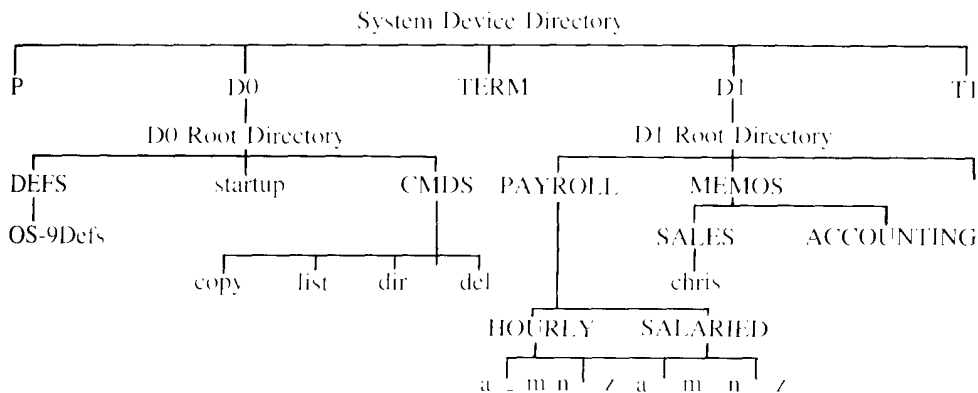 System Device Directory
P D0 TERM D1 T1
D0 Root Directory D1 Root Directory
DEFS startup CMDS PAYROLL MEMOS
OS-9Defs SALES ACCOUNTING
copy list dir del chris
HOURLY SALARIED
a m n z a m n z